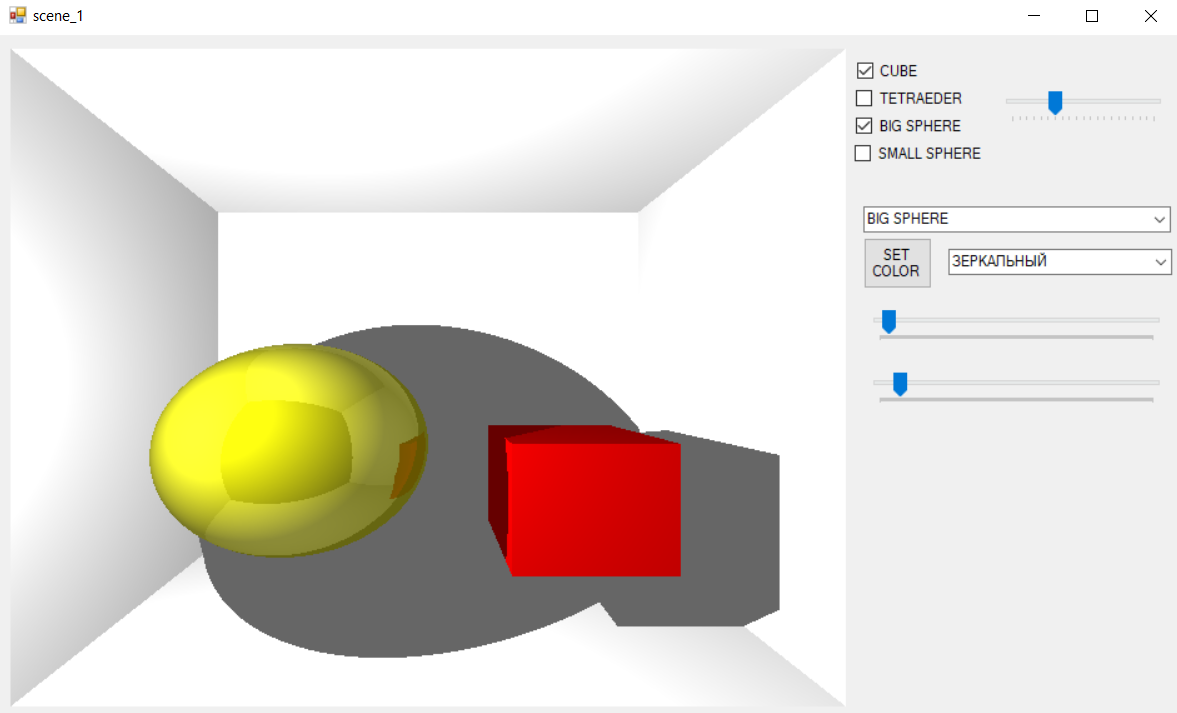 scene_1
CUBE
TETRAEDER
BIG SPHERE
SMALL SPHERE
BIG SPHERE
SET
COLOR
ЗЕРКАЛЬНЫЙ